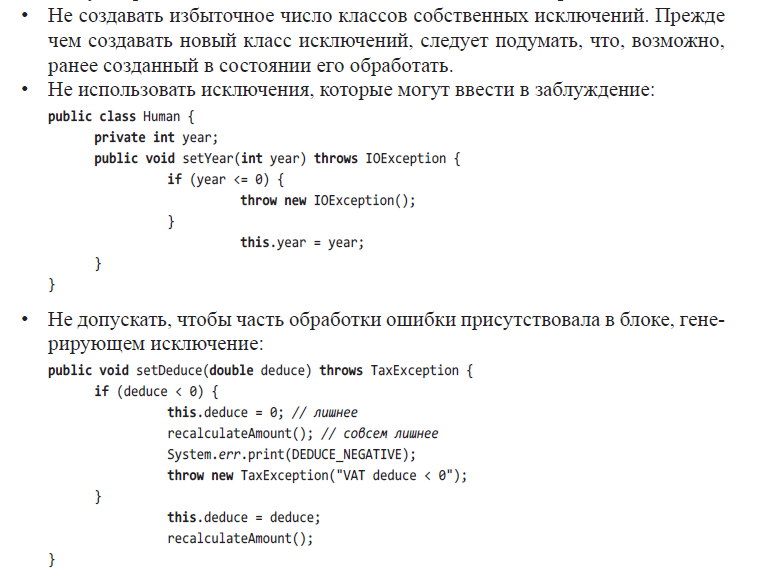 • Не создавать избыточное число классов собственных исключений. Прежде
чем создавать новый класс исключений, следует подумать, что, возможно,
ранее созданный в состоянии его обработать.
• Не использовать исключения, которые могут ввести в заблуждение:
public class Human {
private int year;
public void setYear(int year) throws IOException {
if (year <= 0) {
throw new IOException();
}
this.year = year;
}
}
• Не допускать, чтобы часть обработки ошибки присутствовала в блоке, гене-
рирующем исключение:
public void setDeduce(double deduce) throws TaxException {
if (deduce < 0) {
this.deduce = 0; // лишнее
recalculateAmount(); // совсем лишнее
System.err.print(DEDUCE_NEGATIVE);
throw new TaxException("VAT deduce < 0");
}
this.deduce = deduce;
recalculateAmount();
}